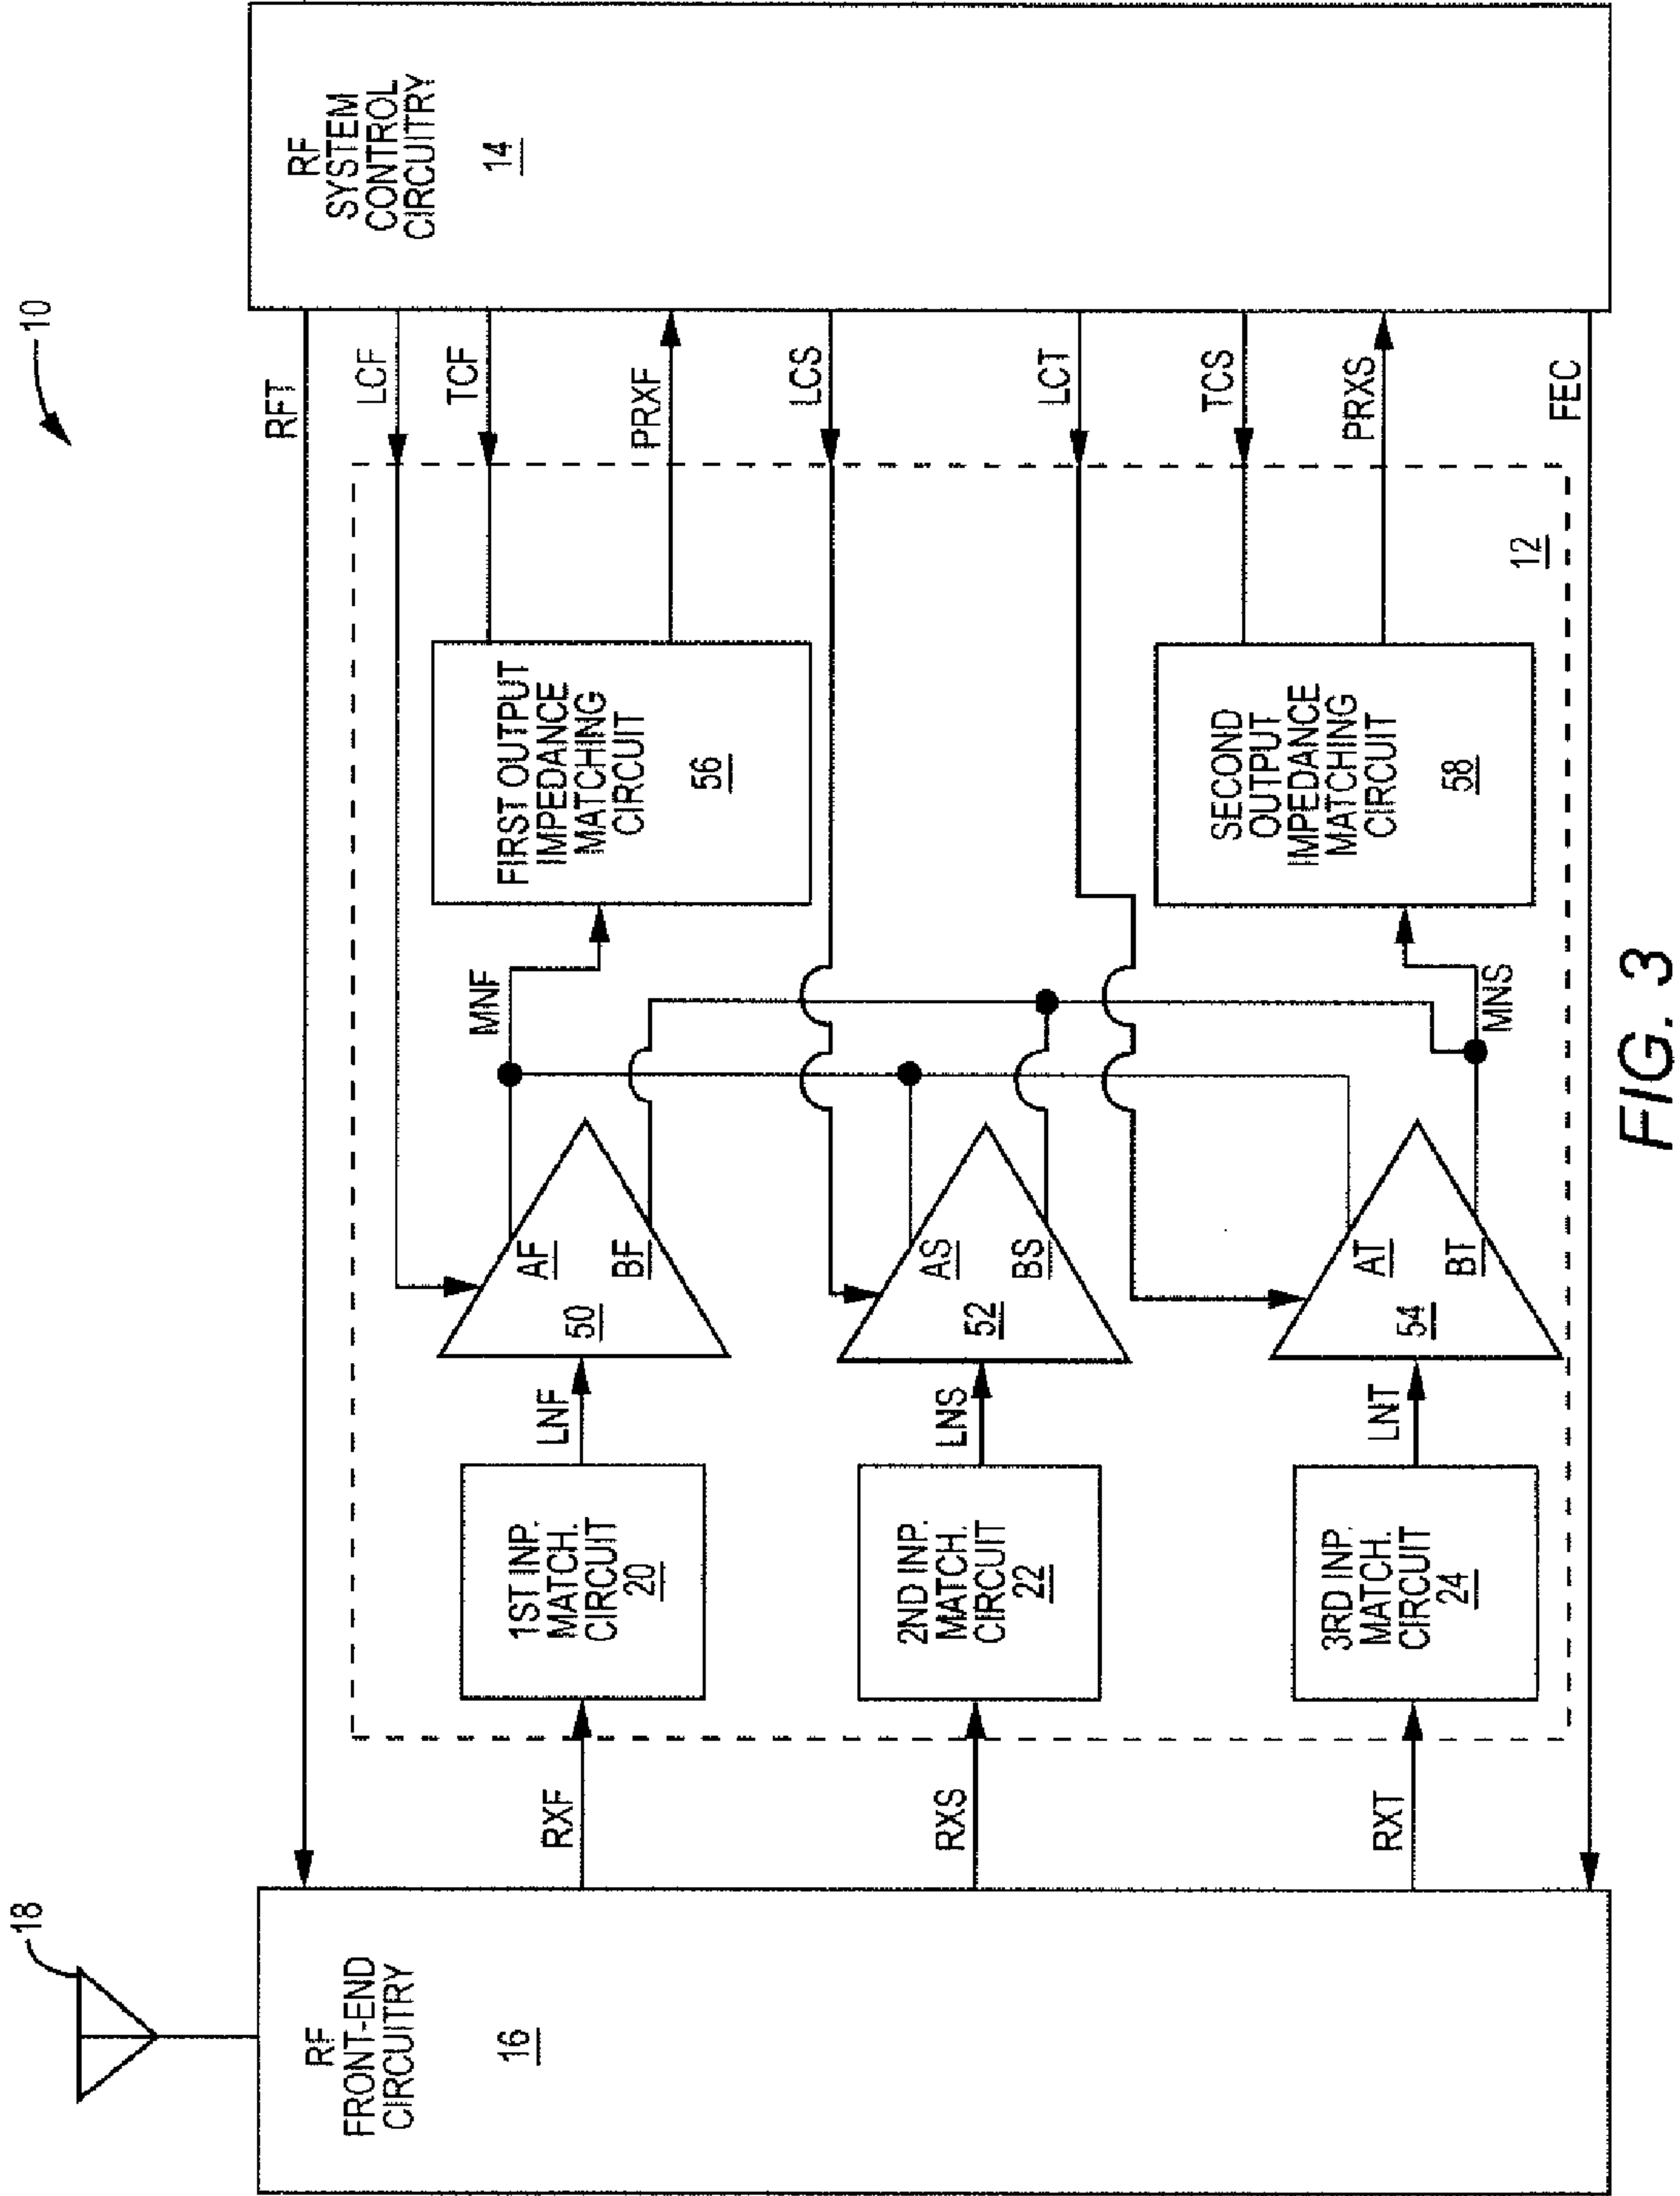 10
18
RF
FRONT-END
CIRCUITRY
16
RFT
RXF
1ST INP.
MATCH.
CIRCUIT
20
LNF
50
AF
BF
MNF
FIRST OUTPUT
IMPEDANCE
MATCHING
CIRCUIT
56
LCF
TCF
PRXF
RF
SYSTEM
CONTROL
CIRCUITRY
14
RXS
2ND INP.
MATCH.
CIRCUIT
22
LNS
52
AS
BS
LCS
LCT
RXT
3RD INP.
MATCH.
CIRCUIT
24
LNT
54
AT
BT
MNS
SECOND
OUTPUT
IMPEDANCE
MATCHING
CIRCUIT
58
TCS
PRXS
12
FEC
FIG. 3